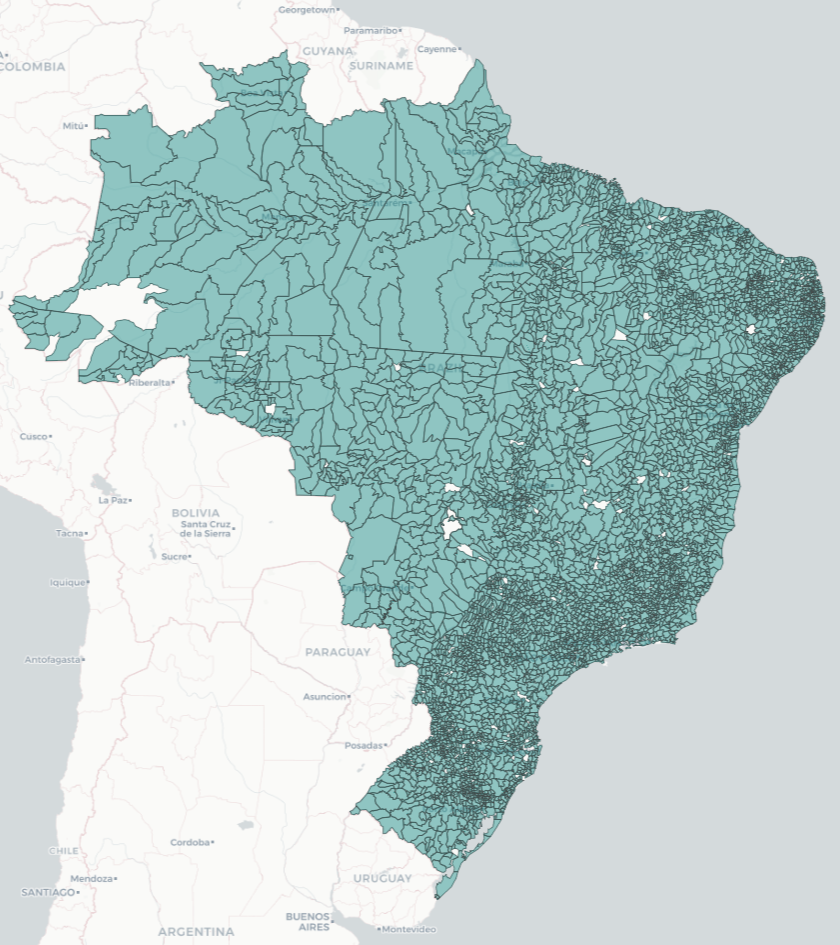 Georgetown
Paramaribo
GUYANA
Cayenne
COLOMBIA
SURINAME
Mitú
Riberalta
Cusco
La Paz
BOLIVIA
Santa Cruz
de la Sierra
Tacna
Sucre
Iquique
PARAGUAY
Antofagasta
Asuncion
Posadas
Cordoba
CHILE
Mendoza
URUGUAY
SANTIAGO
BUENOS
AIRES
Montevideo
ARGENTINA